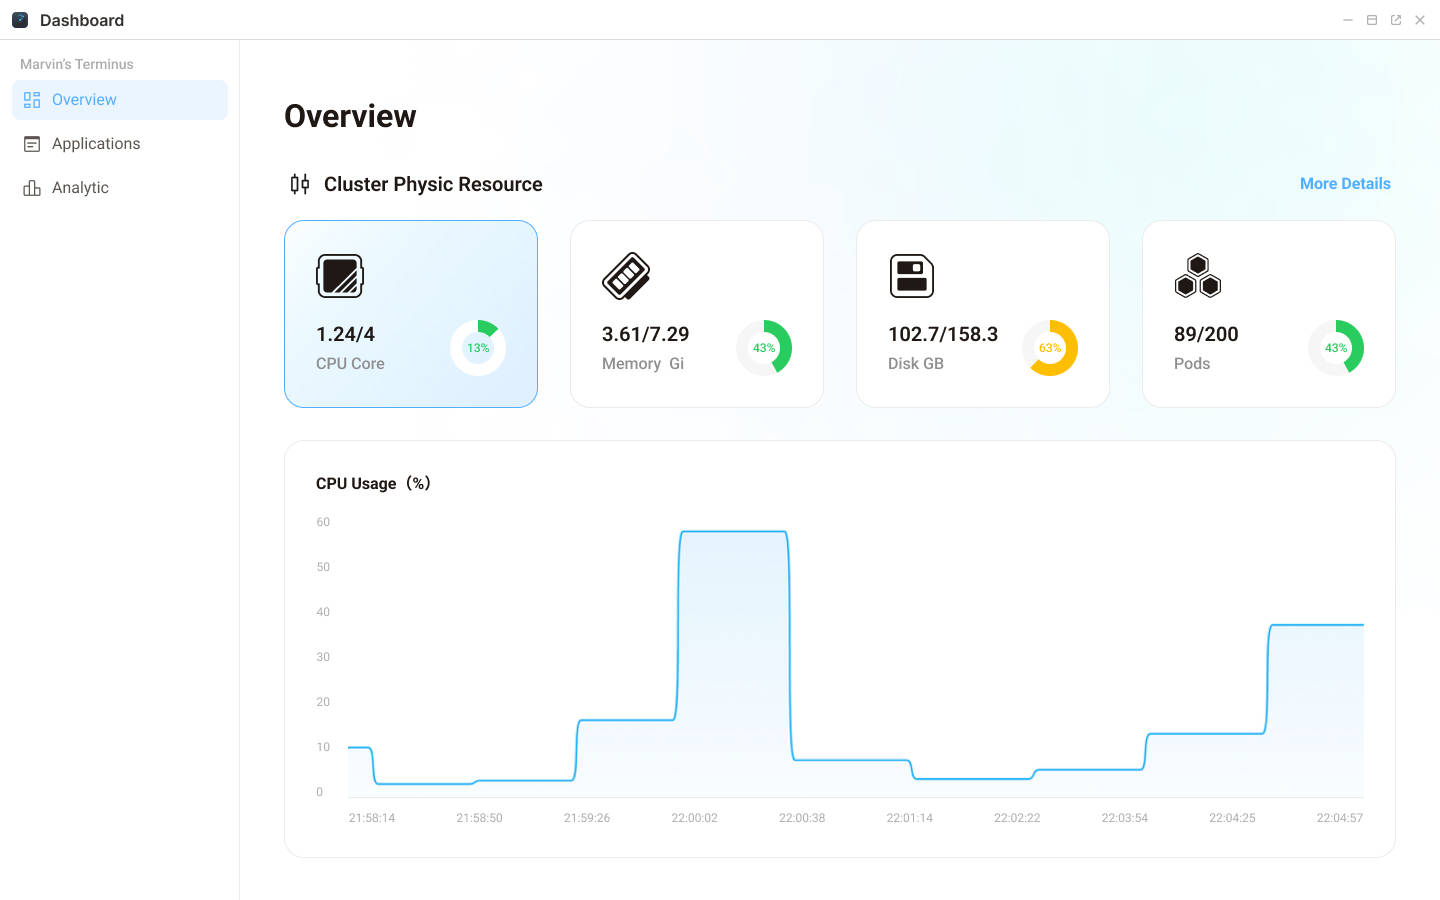 Dashboard
Marvin's Terminus
Overview
Applications
Analytic
Overview
Cluster Physic Resource
More Details
1.24/4
CPU Core
13%
3.61/7.29
Memory Gi
43%
102.7/158.3
Disk GB
63%
89/200
Pods
43%
CPU Usage（%）
60
50
40
30
20
10
0
21:58:14 21:58:50 21:59:26 22:00:02 22:00:38 22:01:14 22:02:22 22:03:54 22:04:25 22:04:57